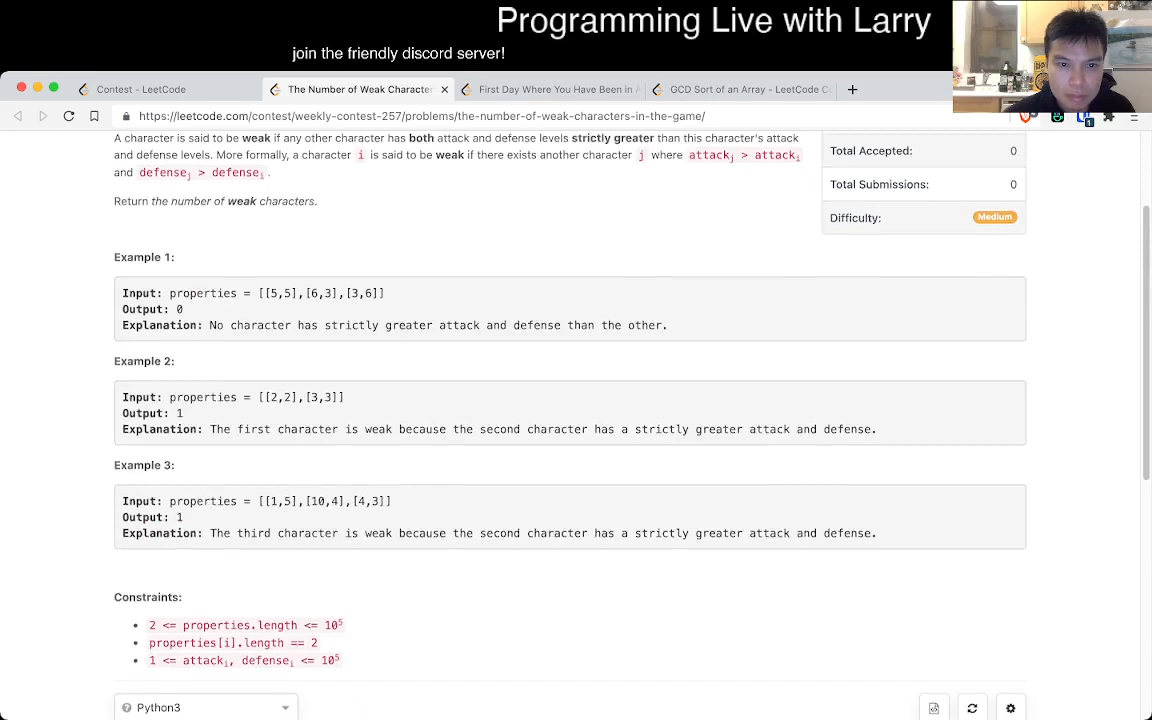 Programming Live with Larry
join the friendly discord server!
Contest - LeetCode
The Number of Weak Character
First Day Where You Have Been in A
GCD Sort of an Array - LeetCode C
https://leetcode.com/contest/weekly-contest-257/problems/the-number-of-weak-characters-in-the-game/
1
A character is said to be weak if any other character has both attack and defense levels strictly greater than this character's attack
and defense levels. More formally, a character i is said to be weak if there exists another character j where attackj > attacki
and defensej > defensei.
Return the number of weak characters.
Total Accepted: 0
Total Submissions: 0
Difficulty: Medium
Example 1:
Input: properties = [[5,5],[6,3],[3,6]]
Output: 0
Explanation: No character has strictly greater attack and defense than the other.
Example 2:
Input: properties = [[2,2],[3,3]]
Output: 1
Explanation: The first character is weak because the second character has a strictly greater attack and defense.
Example 3:
Input: properties = [[1,5],[10,4],[4,3]]
Output: 1
Explanation: The third character is weak because the second character has a strictly greater attack and defense.
Constraints:
2 <= properties.length <= 10⁵
properties[i].length == 2
1 <= attacki, defensei <= 10⁵
Python3